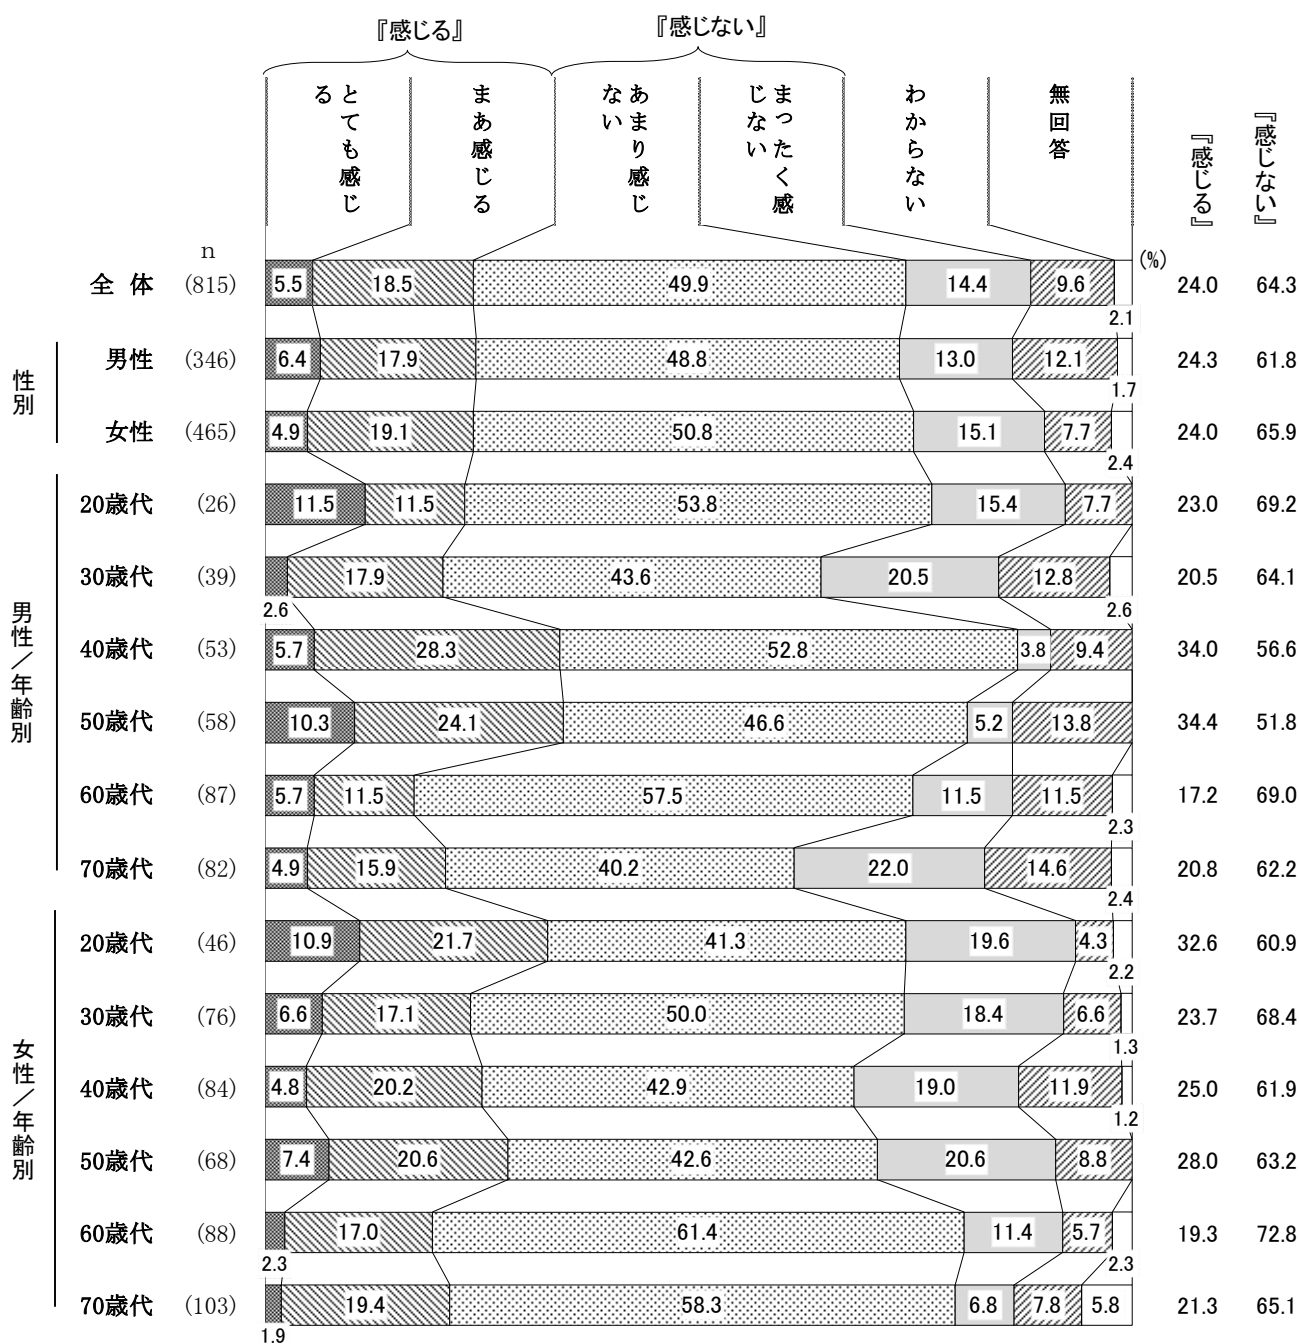 『感じる』 『感じない』
とても感じる
まあ感じる
あまり感じない
まったく感じない
わからない
無回答
『感じる』
『感じない』
n
(%)
全 体 (815) 5.5 18.5 49.9 14.4 9.6 24.0 64.3
2.1
性別
男性 (346) 6.4 17.9 48.8 13.0 12.1 24.3 61.8
1.7
女性 (465) 4.9 19.1 50.8 15.1 7.7 24.0 65.9
2.4
男性／年齢別
20歳代 (26) 11.5 11.5 53.8 15.4 7.7 23.0 69.2
30歳代 (39) 17.9 43.6 20.5 12.8 20.5 64.1
2.6 2.6
40歳代 (53) 5.7 28.3 52.8 3.8 9.4 34.0 56.6
50歳代 (58) 10.3 24.1 46.6 5.2 13.8 34.4 51.8
60歳代 (87) 5.7 11.5 57.5 11.5 11.5 17.2 69.0
2.3
70歳代 (82) 4.9 15.9 40.2 22.0 14.6 20.8 62.2
2.4
女性／年齢別
20歳代 (46) 10.9 21.7 41.3 19.6 4.3 32.6 60.9
2.2
30歳代 (76) 6.6 17.1 50.0 18.4 6.6 23.7 68.4
1.3
40歳代 (84) 4.8 20.2 42.9 19.0 11.9 25.0 61.9
1.2
50歳代 (68) 7.4 20.6 42.6 20.6 8.8 28.0 63.2
60歳代 (88) 17.0 61.4 11.4 5.7 19.3 72.8
2.3 2.3
70歳代 (103) 19.4 58.3 6.8 7.8 5.8 21.3 65.1
1.9